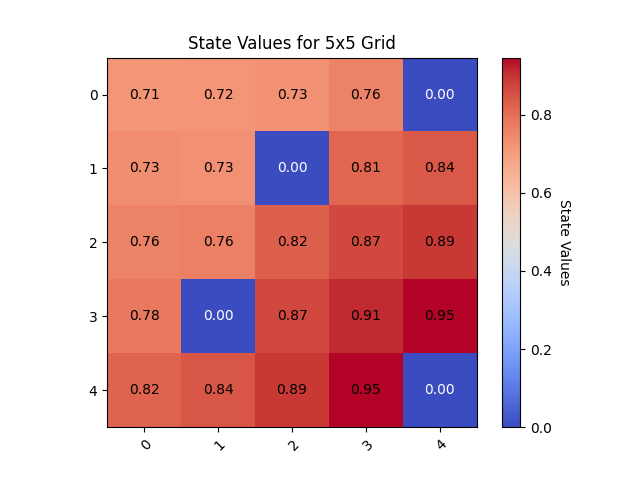 State Values for 5x5 Grid
0 0.71 0.72 0.73 0.76 0.00
1 0.73 0.73 0.00 0.81 0.84
2 0.76 0.76 0.82 0.87 0.89
3 0.78 0.00 0.87 0.91 0.95
4 0.82 0.84 0.89 0.95 0.00
0 1 2 3 4
0.8
0.6
0.4
0.2
0.0
State Values